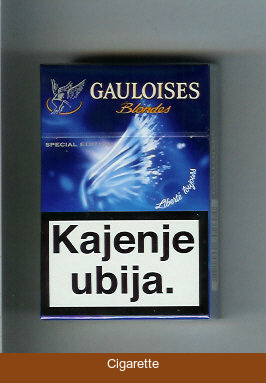 GAULOISES
Blondes
SPECIAL EDITION
Liberté toujours
Kajenje
ubija.
Cigarette